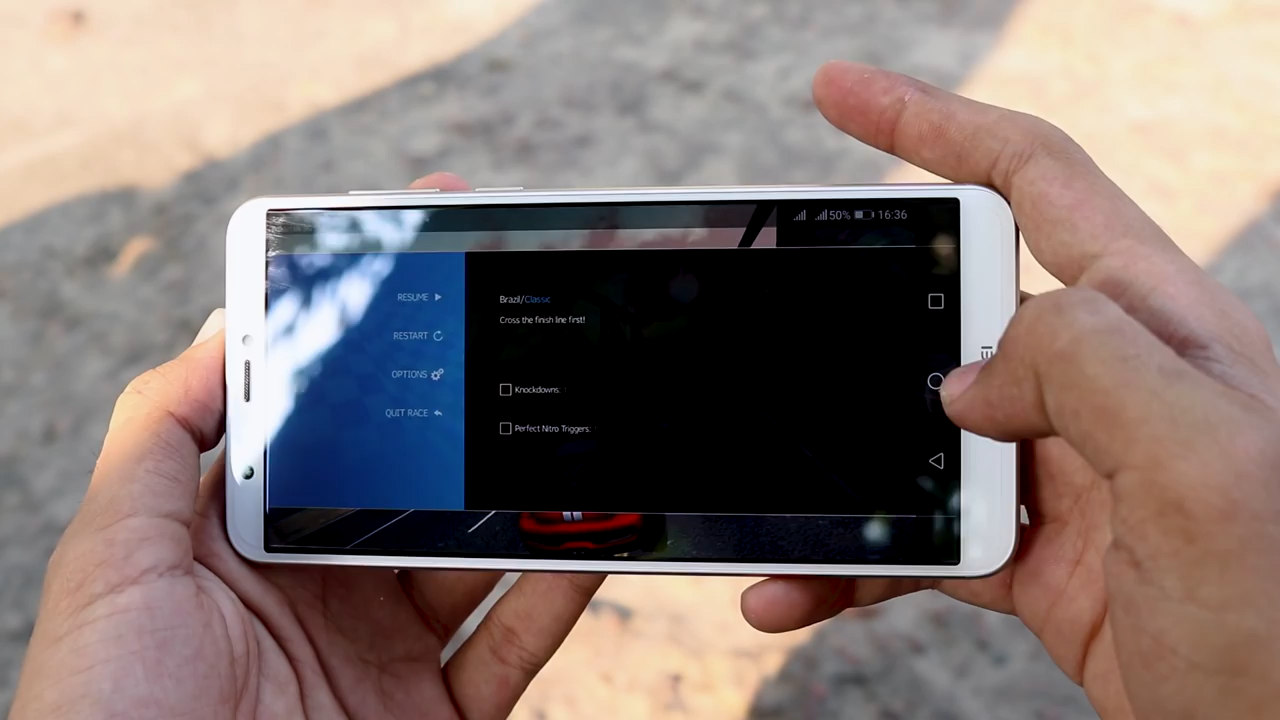 50% 16:36
RESUME
RESTART
OPTIONS
QUIT RACE
Brazil/Classic
Cross the finish line first!
Knockdowns:
Perfect Nitro Triggers:
EI